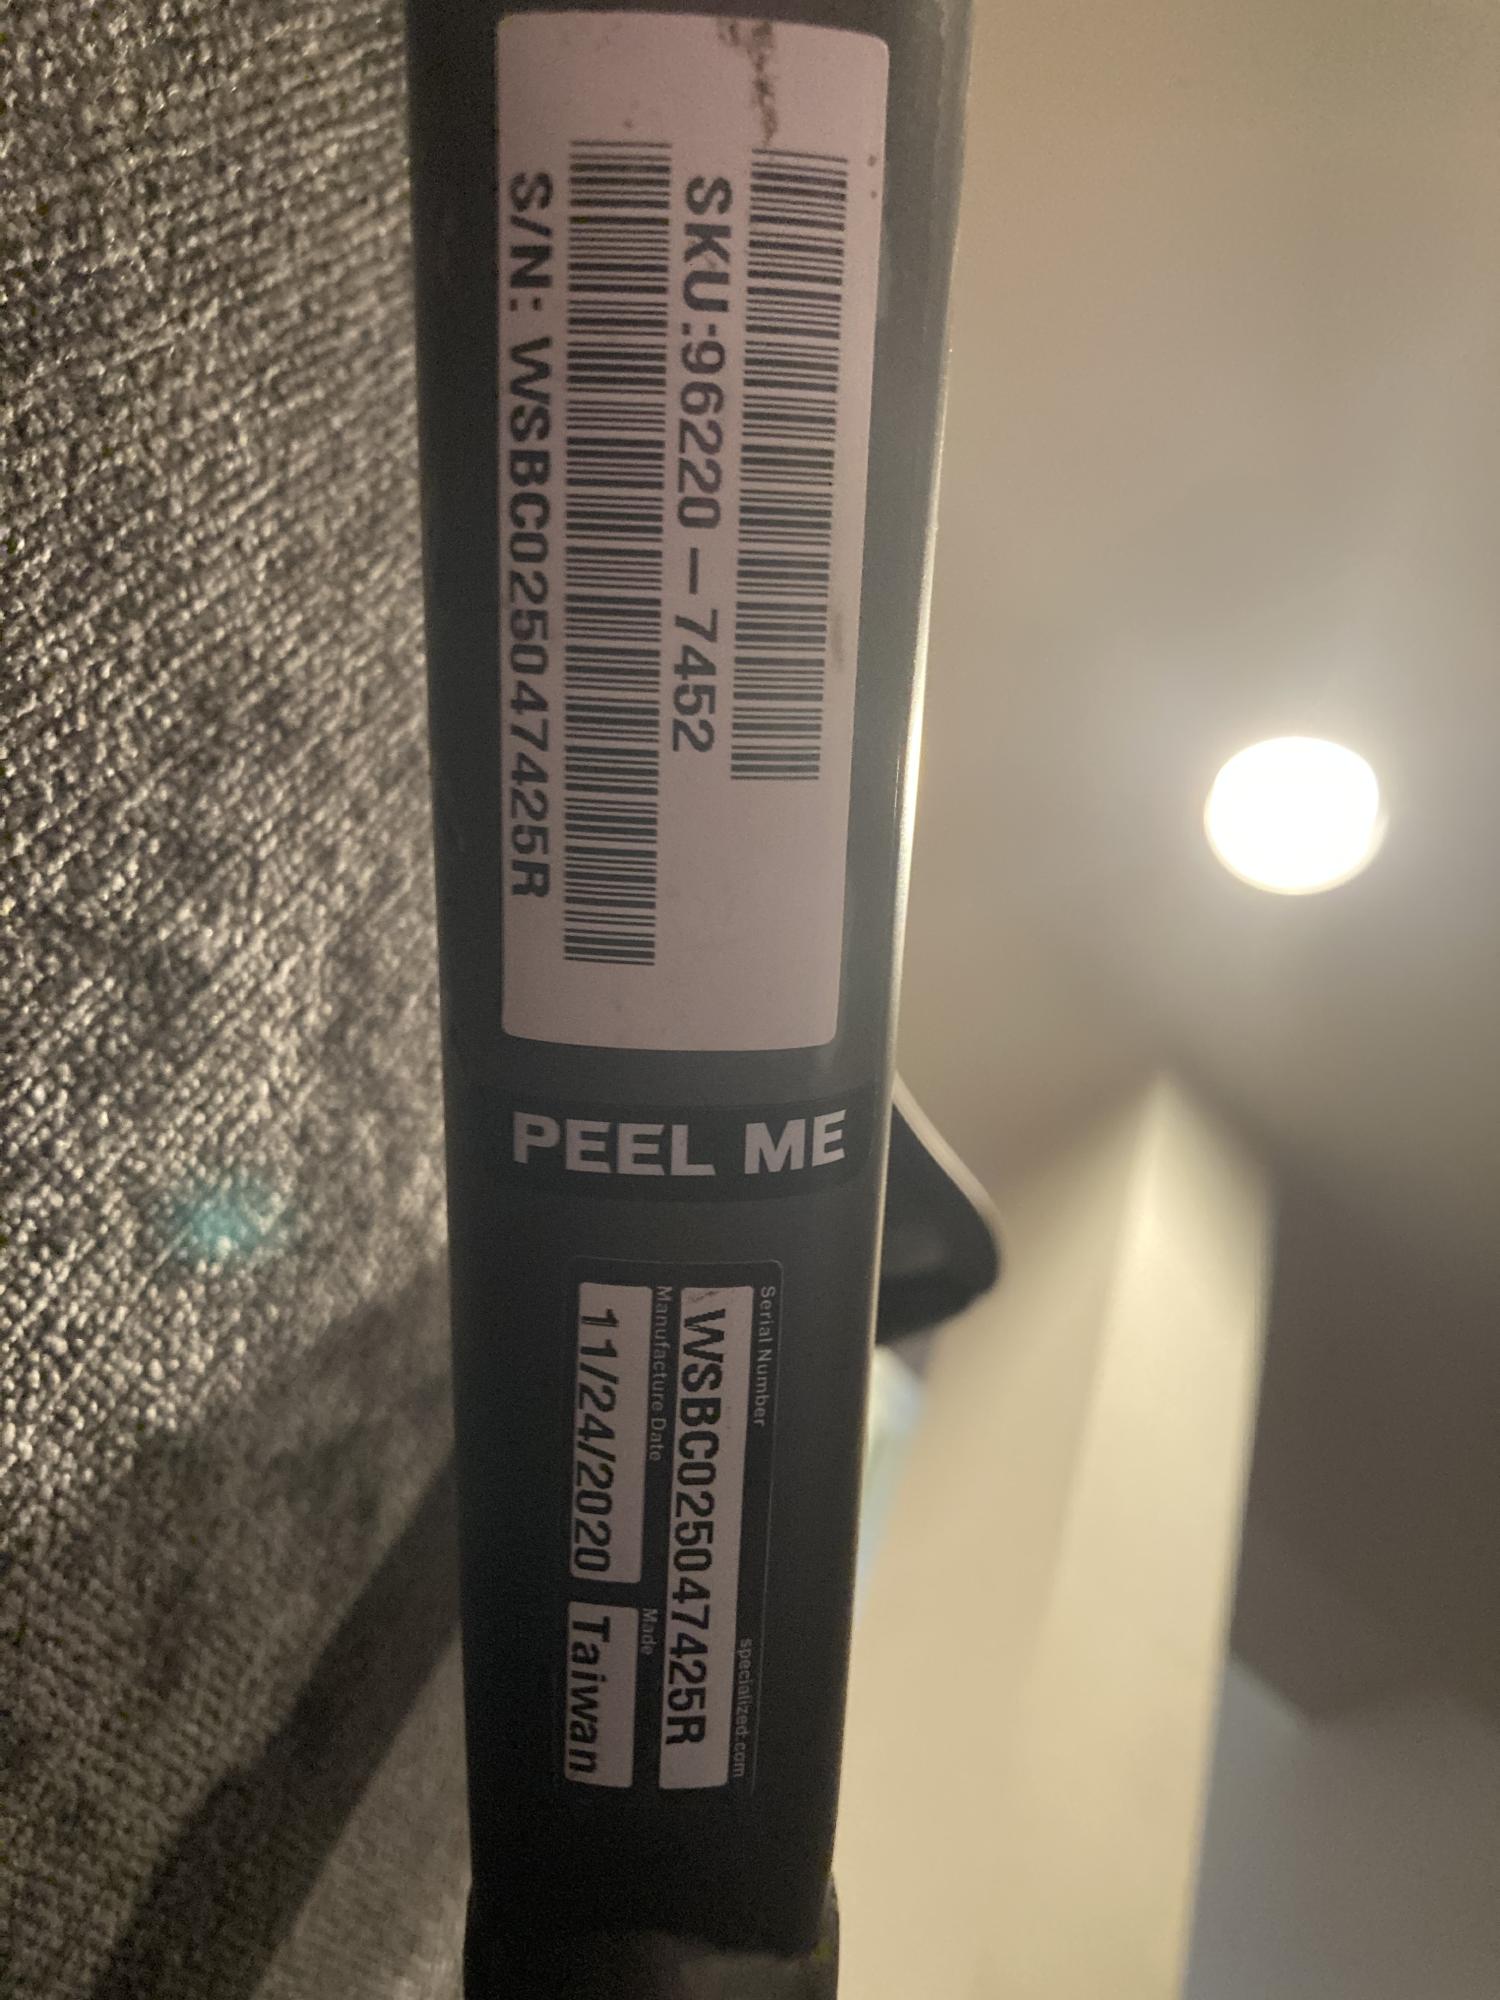 SKU:96220-7452
S/N: WSBC025047425R
PEEL ME
Serial Number
specialized.com
WSBC025047425R
Manufacture Date
Made
11/24/2020
Taiwan